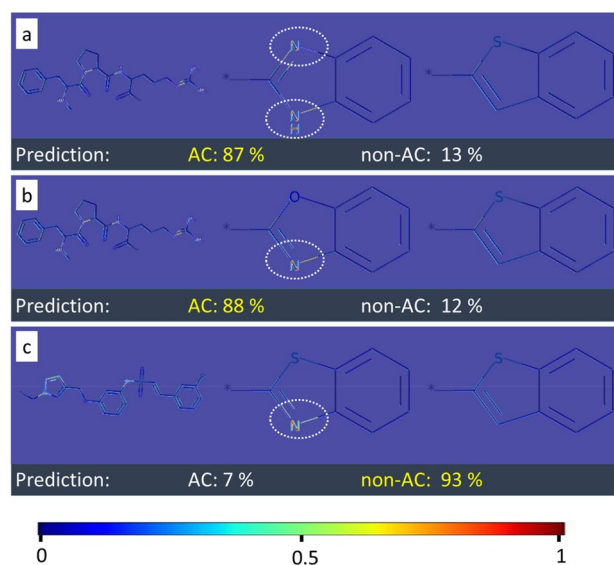 a
N
S
*
*
N
H
Prediction: AC: 87 % non-AC: 13 %
b
O
S
*
*
N
Prediction: AC: 88 % non-AC: 12 %
c
S
S
*
*
N
Prediction: AC: 7 % non-AC: 93 %
0 0.5 1